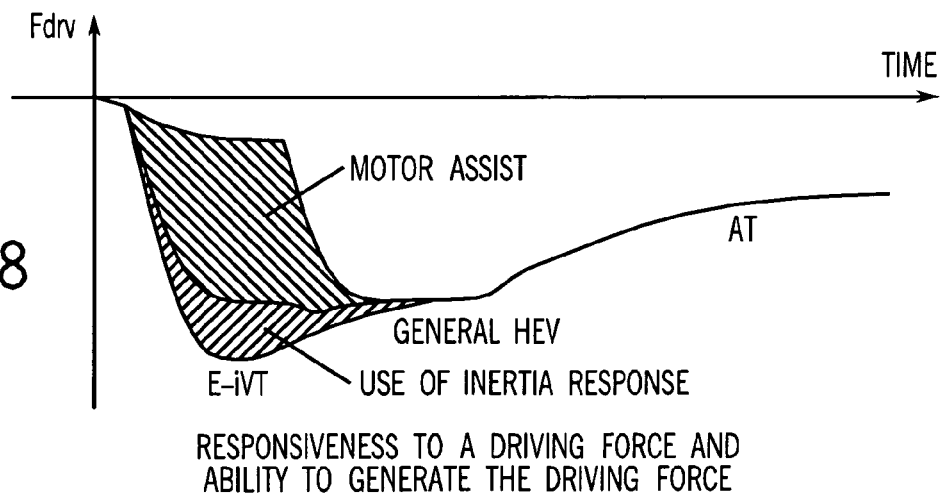 Fdrv
TIME
MOTOR ASSIST
AT
8
GENERAL HEV
E-iVT
USE OF INERTIA RESPONSE
RESPONSIVENESS TO A DRIVING FORCE AND
ABILITY TO GENERATE THE DRIVING FORCE